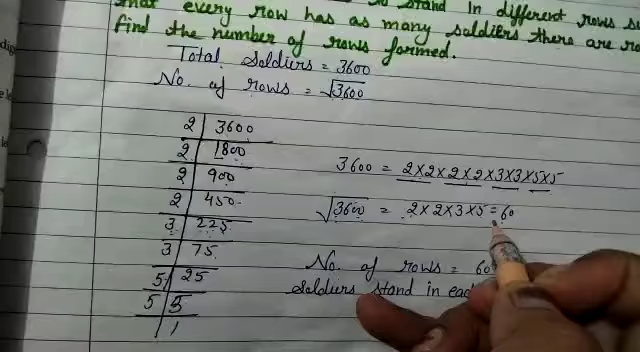 to stand in different rows
that every row has as many soldiers there are
find the number of rows formed.
Total soldiers = 3600
No. of rows = √3600
2 | 3600
2 | 1800
2 | 900
2 | 450
3 | 225
3 | 75
5 | 25
5 | 5
1
3600 = 2×2×2×2×3×3×5×5
√3600 = 2×2×3×5=60
No. of rows = 60
soldiers stand in each